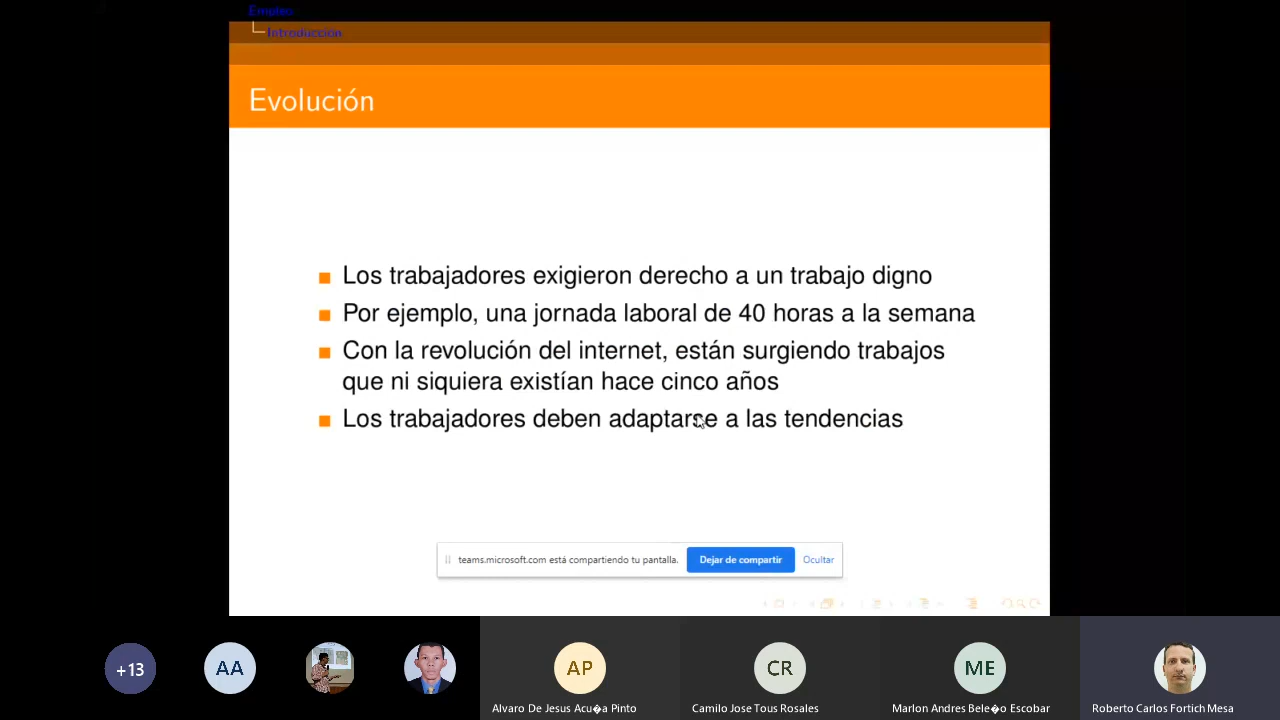 Empleo
Introducción
Evolución
Los trabajadores exigieron derecho a un trabajo digno
Por ejemplo, una jornada laboral de 40 horas a la semana
Con la revolución del internet, están surgiendo trabajos
que ni siquiera existían hace cinco años
Los trabajadores deben adaptarse a las tendencias
teams.microsoft.com está compartiendo tu pantalla.
Dejar de compartir
Ocultar
+13
AA
AP
CR
ME
Alvaro De Jesus Acu�a Pinto
Camilo Jose Tous Rosales
Marlon Andres Bele�o Escobar
Roberto Carlos Fortich Mesa